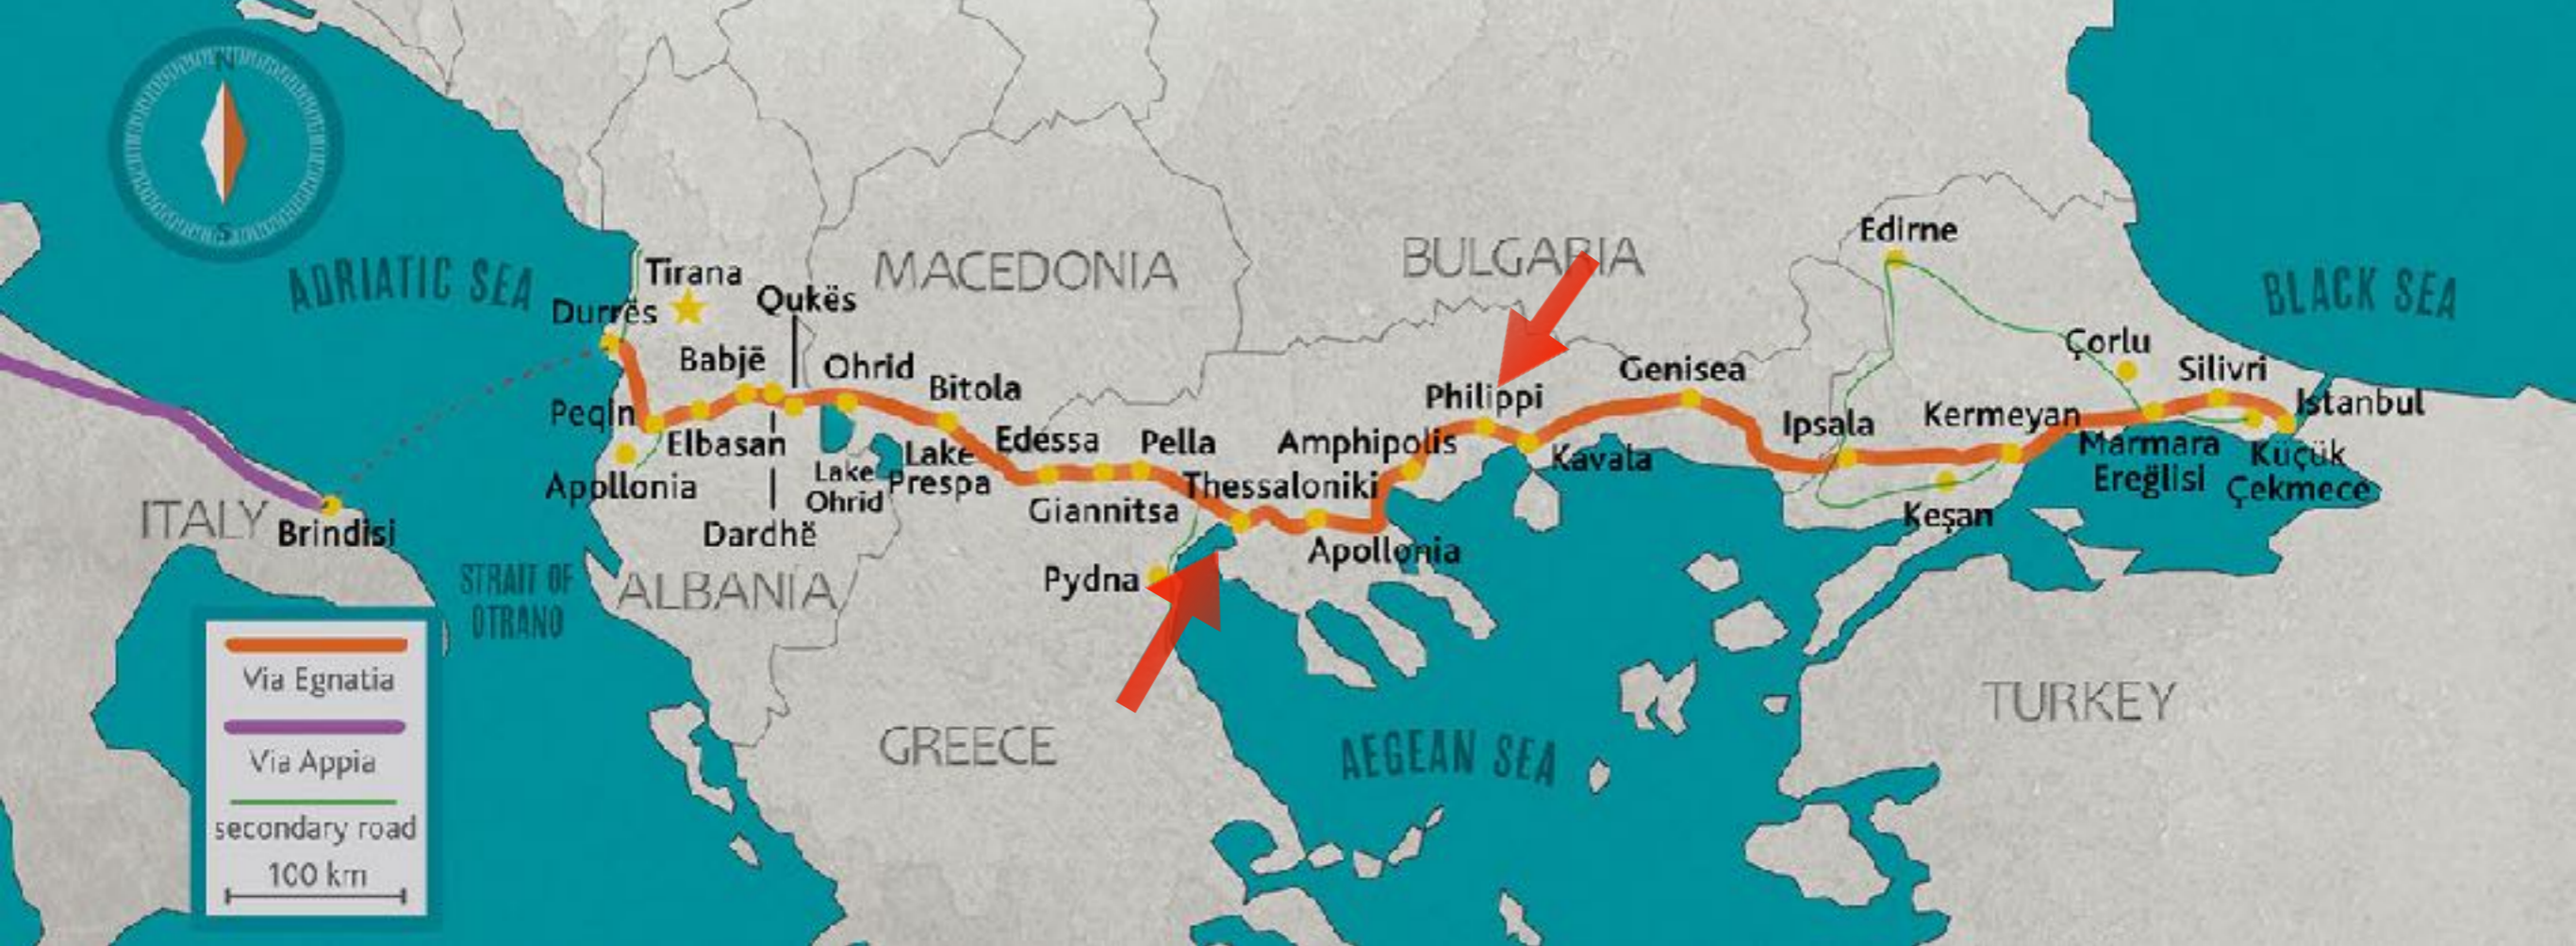 N
S
ADRIATIC SEA
MACEDONIA
BULGARIA
BLACK SEA
Edirne
Tirana
Qukës
Durrës
Babjë
Ohrid
Bitola
Philippi
Genisea
Çorlu
Silivri
Istanbul
Peqin
Elbasan
Lake
Ohrid
Lake
Prespa
Edessa
Pella
Amphipolis
Kavala
Ipsala
Kermeyan
Marmara
Ereğlisi
Küçük
Çekmece
Apollonia
Dardhë
Giannitsa
Thessaloniki
Apollonia
Keşan
ITALY
Brindisi
Pydna
STRAIT OF
OTRANO
ALBANIA
GREECE
AEGEAN SEA
TURKEY
Via Egnatia
Via Appia
secondary road
100 km